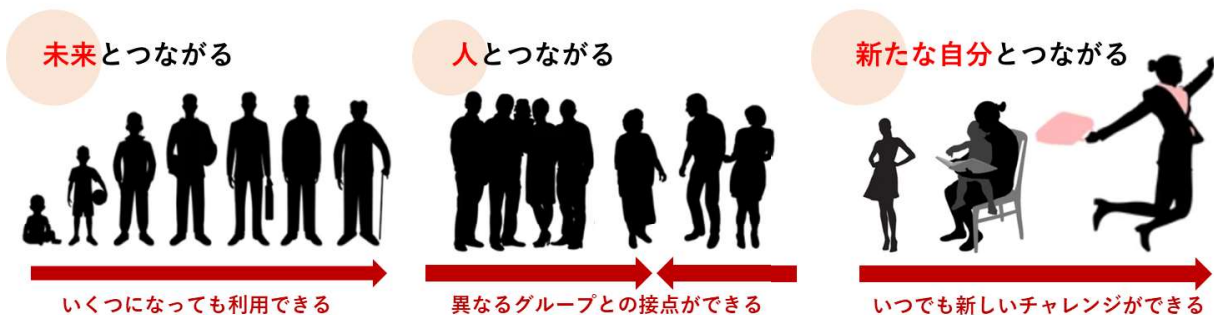 未来とつながる
人とつながる
新たな自分とつながる
いくつになっても利用できる
異なるグループとの接点ができる
いつでも新しいチャレンジができる